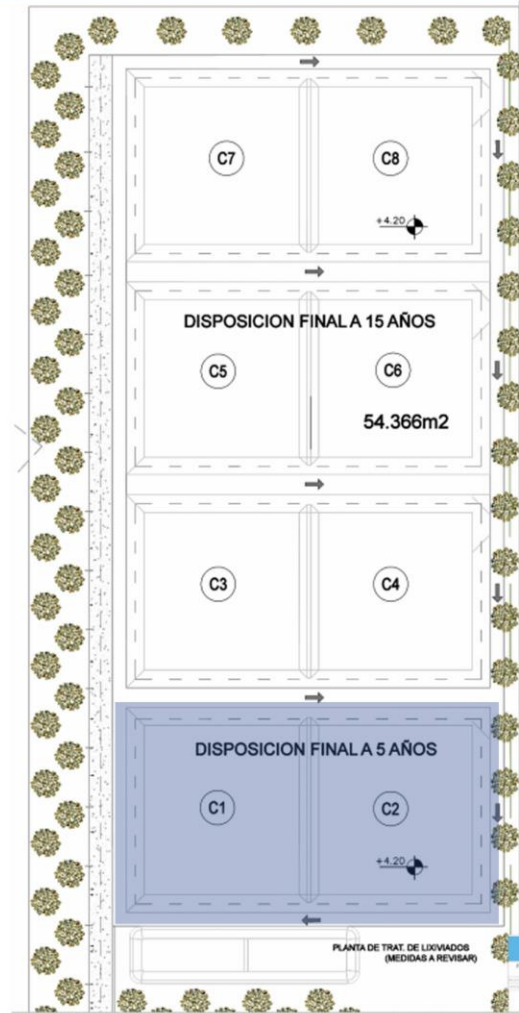 C7
C8
+4.20
DISPOSICION FINAL A 15 AÑOS
C5
C6
54.366m2
C3
C4
DISPOSICION FINAL A 5 AÑOS
C1
C2
+4.20
PLANTA DE TRAT. DE LIXIVIADOS
(MEDIDAS A REVISAR)